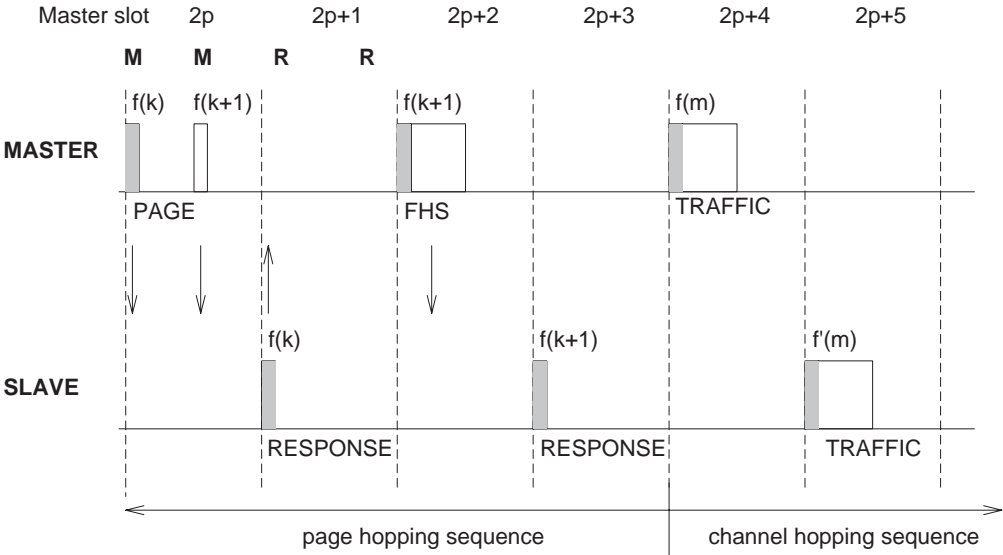 Master slot 2p 2p+1 2p+2 2p+3 2p+4 2p+5
M M R R
f(k) f(k+1) f(k+1) f(m)
MASTER
PAGE FHS TRAFFIC
f(k) f(k+1) f'(m)
SLAVE
RESPONSE RESPONSE TRAFFIC
page hopping sequence channel hopping sequence